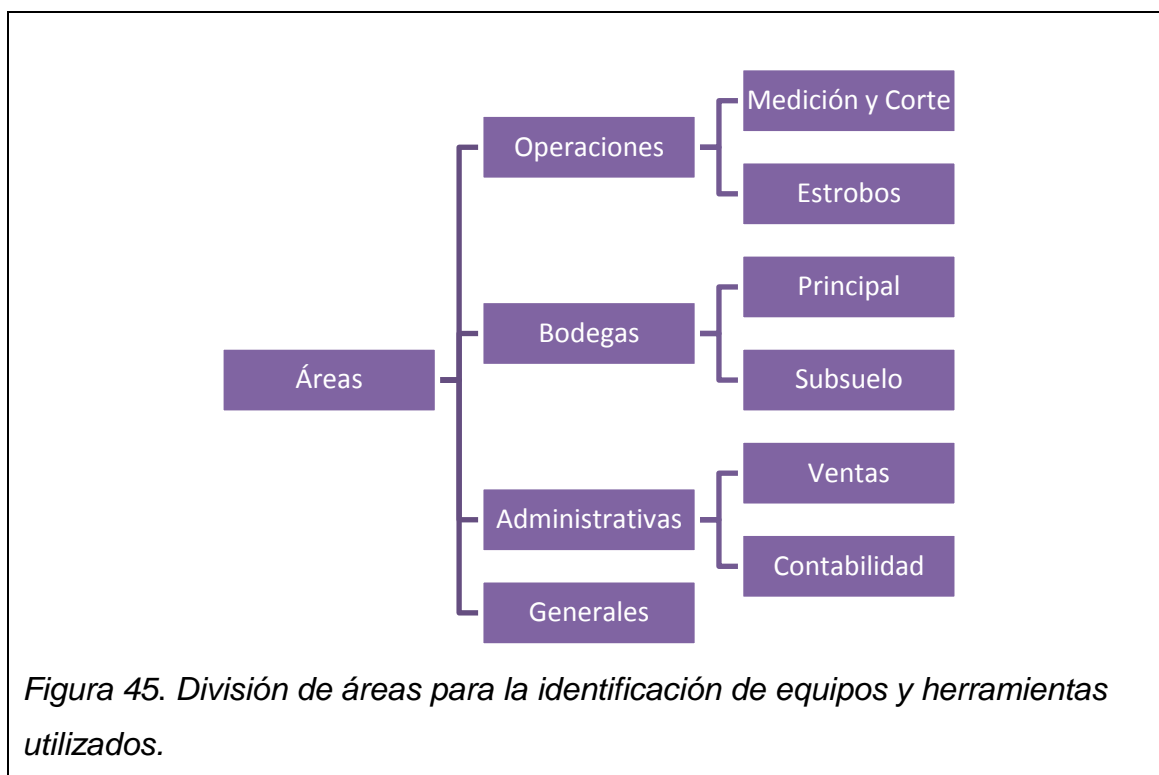 Áreas
Operaciones
Medición y Corte
Estrobos
Bodegas
Principal
Subsuelo
Administrativas
Ventas
Contabilidad
Generales
Figura 45. División de áreas para la identificación de equipos y herramientas
utilizados.